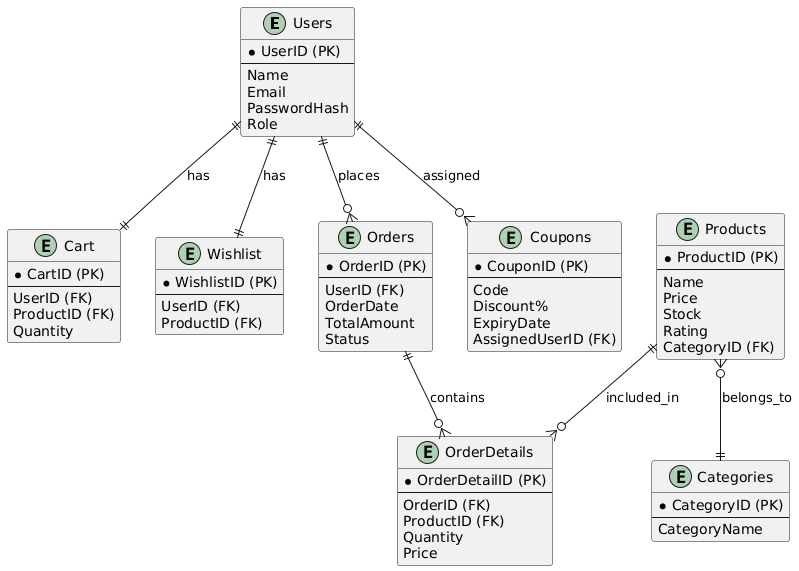 E Users
* UserID (PK)
Name
Email
PasswordHash
Role
has
has
places
assigned
E Cart
* CartID (PK)
UserID (FK)
ProductID (FK)
Quantity
E Wishlist
* WishlistID (PK)
UserID (FK)
ProductID (FK)
E Orders
* OrderID (PK)
UserID (FK)
OrderDate
TotalAmount
Status
E Coupons
* CouponID (PK)
Code
Discount%
ExpiryDate
AssignedUserID (FK)
E Products
* ProductID (PK)
Name
Price
Stock
Rating
CategoryID (FK)
contains
included_in
belongs_to
E OrderDetails
* OrderDetailID (PK)
OrderID (FK)
ProductID (FK)
Quantity
Price
E Categories
* CategoryID (PK)
CategoryName